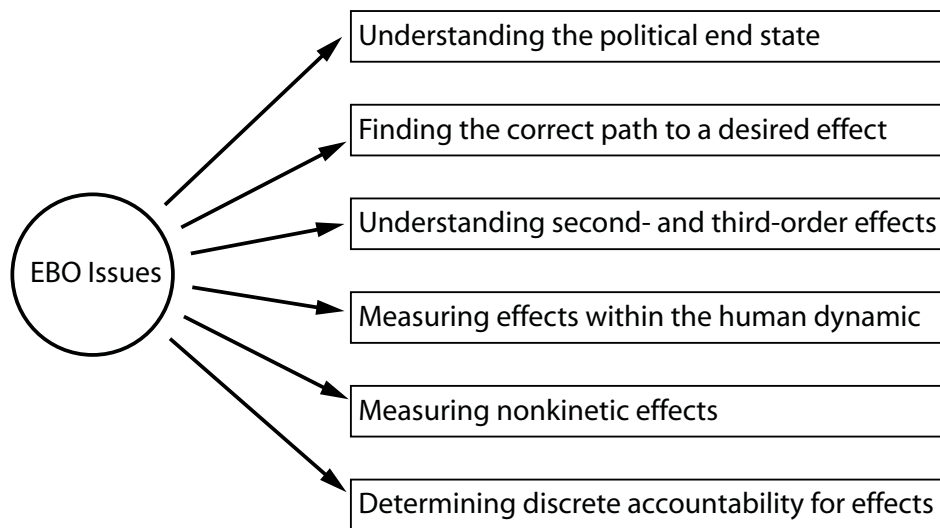 Understanding the political end state
Finding the correct path to a desired effect
Understanding second- and third-order effects
EBO Issues
Measuring effects within the human dynamic
Measuring nonkinetic effects
Determining discrete accountability for effects